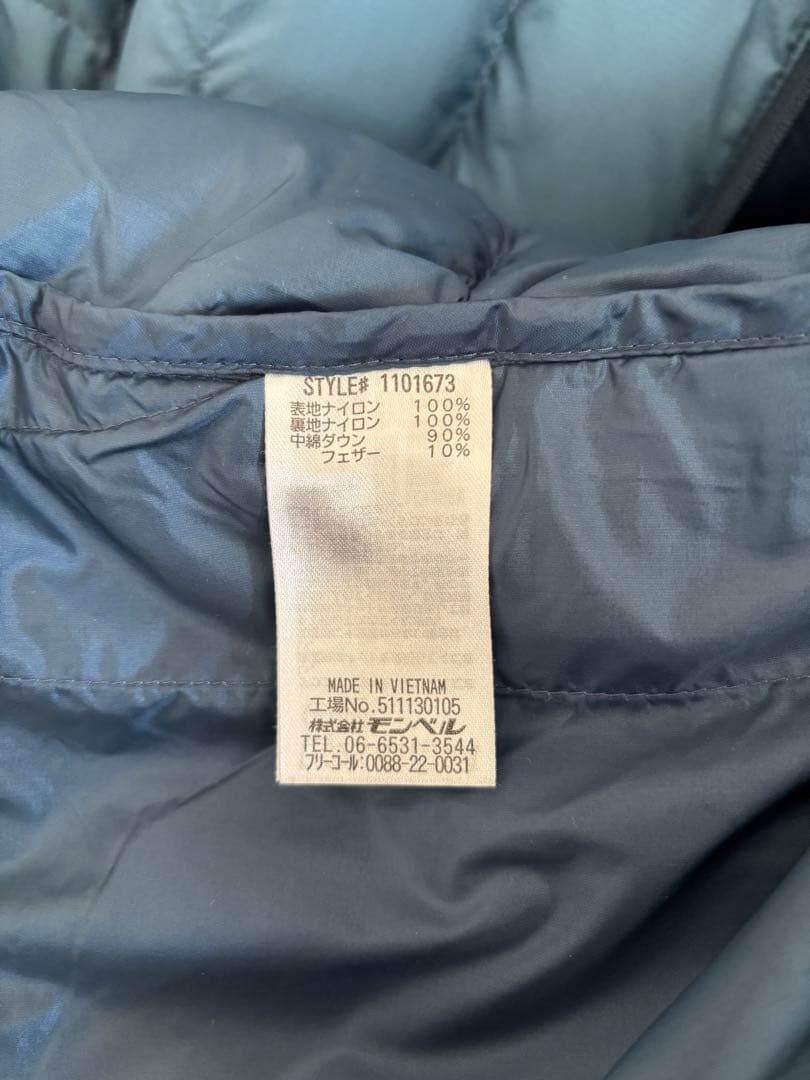 STYLE# 1101673
表地ナイロン 100%
裏地ナイロン 100%
中綿ダウン 90%
フェザー 10%
MADE IN VIETNAM
工場No.511130105
株式会社 モンベル
TEL.06-6531-3544
フリーコール:0088-22-0031